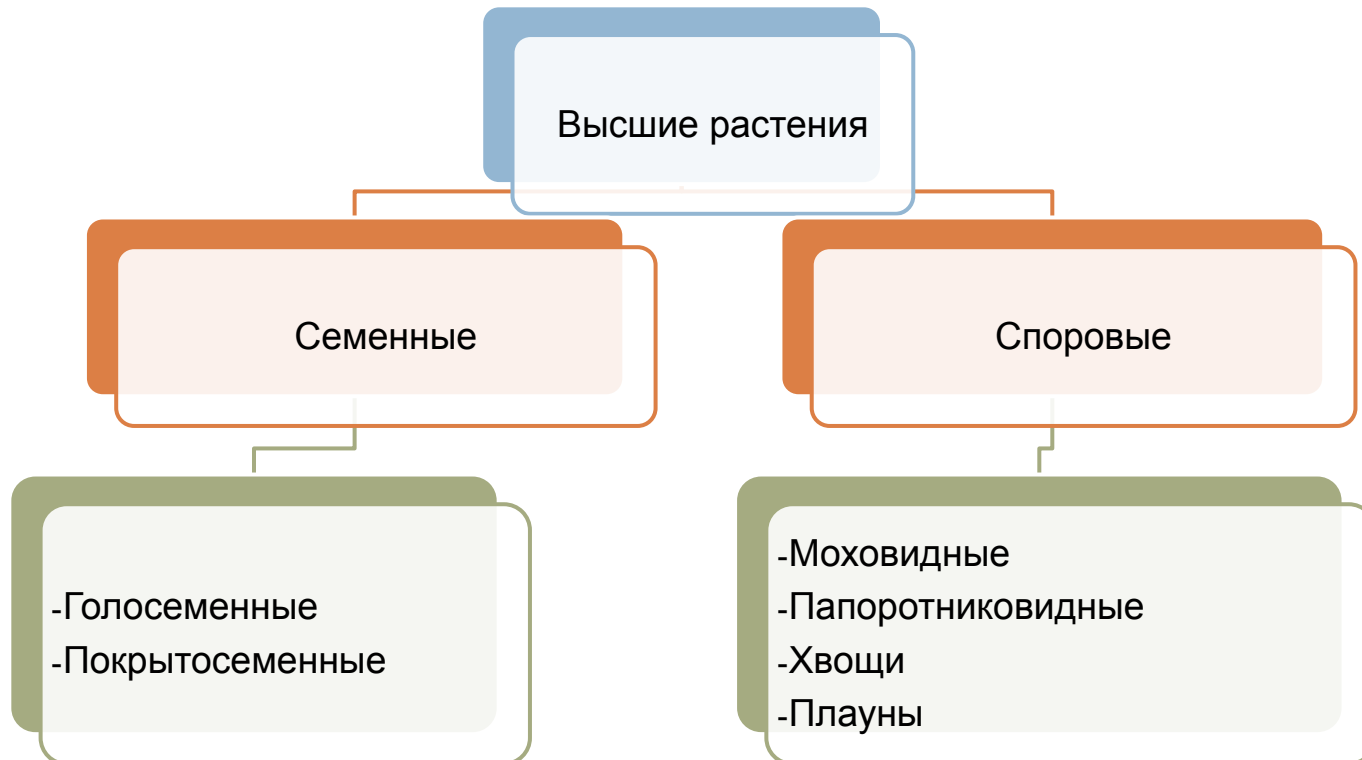 Высшие растения
Семенные
Споровые
-Голосеменные
-Покрытосеменные
-Моховидные
-Папоротниковидные
-Хвощи
-Плауны